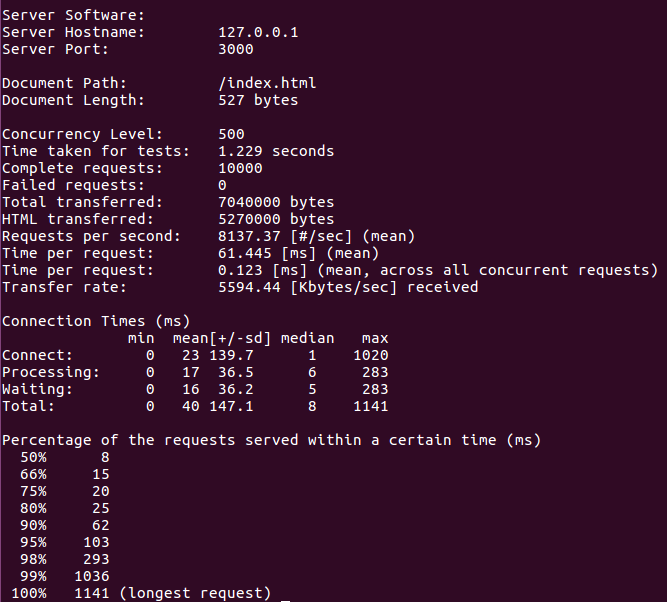 Server Software:
Server Hostname:        127.0.0.1
Server Port:            3000

Document Path:          /index.html
Document Length:        527 bytes

Concurrency Level:      500
Time taken for tests:   1.229 seconds
Complete requests:      10000
Failed requests:        0
Total transferred:      7040000 bytes
HTML transferred:       5270000 bytes
Requests per second:    8137.37 [#/sec] (mean)
Time per request:       61.445 [ms] (mean)
Time per request:       0.123 [ms] (mean, across all concurrent requests)
Transfer rate:          5594.44 [Kbytes/sec] received

Connection Times (ms)
              min  mean[+/-sd] median   max
Connect:        0   23 139.7      1    1020
Processing:     0   17  36.5      6     283
Waiting:        0   16  36.2      5     283
Total:          0   40 147.1      8    1141

Percentage of the requests served within a certain time (ms)
  50%      8
  66%     15
  75%     20
  80%     25
  90%     62
  95%    103
  98%    293
  99%   1036
 100%   1141 (longest request)